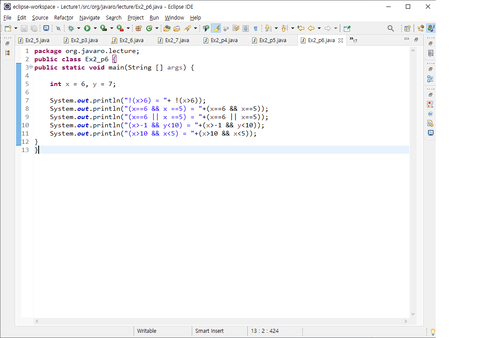 eclipse-workspace - Lecture1/src/org/javaro/lecture/Ex2_p6.java - Eclipse IDE
File Edit Source Refactor Navigate Search Project Run Window Help
Ex2_5.java Ex2_p3.java Ex2_6.java Ex2_7.java Ex2_p4.java Ex2_p5.java Ex2_p6.java
1 package org.javaro.lecture;
2 public class Ex2_p6 {
3 public static void main(String [] args) {
4
5 int x = 6, y = 7;
6
7 System.out.println("!(x>6) = "+ !(x>6));
8 System.out.println("(x==6 && x ==5) = "+(x==6 && x==5));
9 System.out.println("(x==6 || x ==5) = "+(x==6 || x==5));
10 System.out.println("(x>-1 && y<10) = "+(x>-1 && y<10));
11 System.out.println("(x>10 && x<5) = "+(x>10 && x<5));
12 }
13 }
Writable Smart Insert 13 : 2 : 424